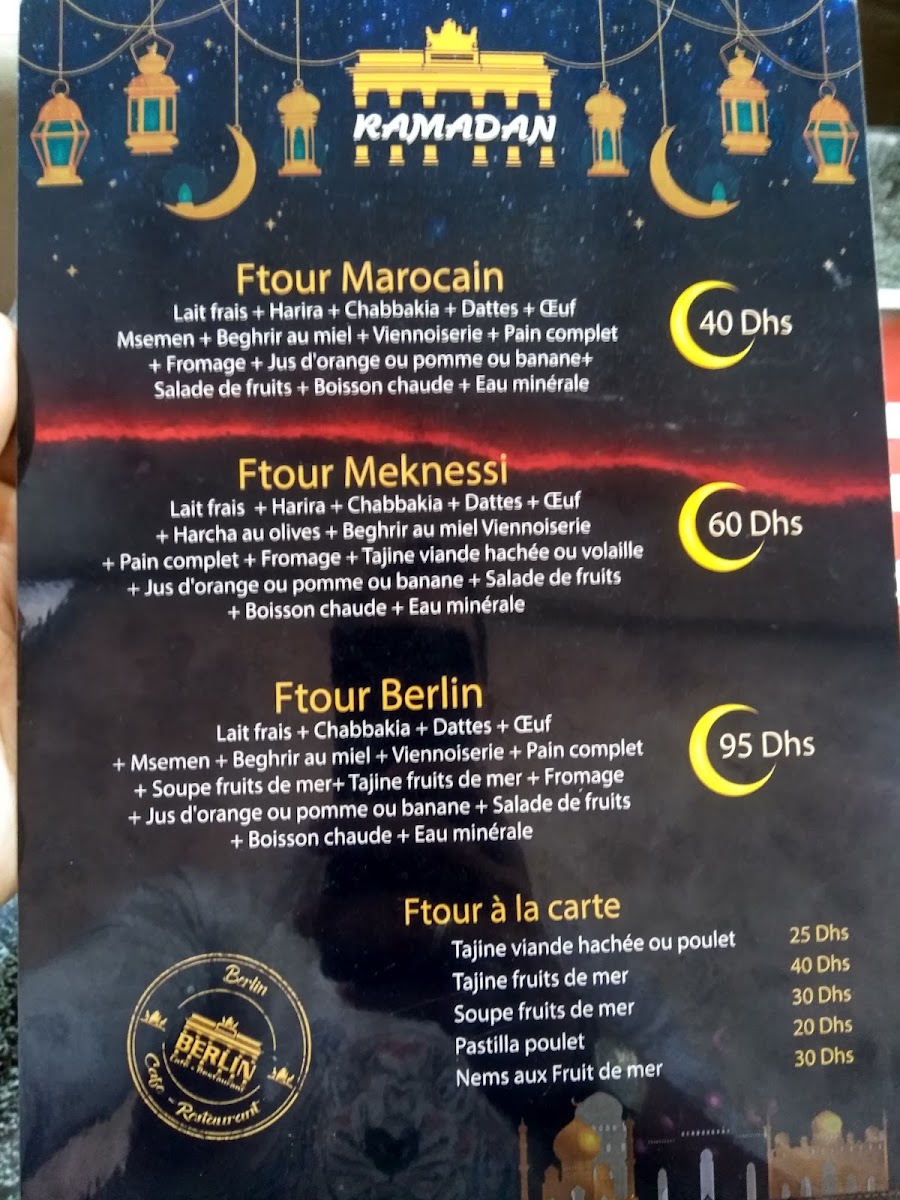 RAMADAN
Ftour Marocain
Lait frais + Harira + Chabbakia + Dattes + Œuf
Msemen + Beghrir au miel + Viennoiserie + Pain complet
+ Fromage + Jus d'orange ou pomme ou banane+
Salade de fruits + Boisson chaude + Eau minérale
40 Dhs
Ftour Meknessi
Lait frais + Harira + Chabbakia + Dattes + Œuf
+ Harcha au olives + Beghrir au miel Viennoiserie
+ Pain complet + Fromage + Tajine viande hachée ou volaille
+ Jus d'orange ou pomme ou banane + Salade de fruits
+ Boisson chaude + Eau minérale
60 Dhs
Ftour Berlin
Lait frais + Chabbakia + Dattes + Œuf
+ Msemen + Beghrir au miel + Viennoiserie + Pain complet
+ Soupe fruits de mer+ Tajine fruits de mer + Fromage
+ Jus d'orange ou pomme ou banane + Salade de fruits
+ Boisson chaude + Eau minérale
95 Dhs
Ftour à la carte
Tajine viande hachée ou poulet 25 Dhs
Tajine fruits de mer 40 Dhs
Soupe fruits de mer 30 Dhs
Pastilla poulet 20 Dhs
Nems aux Fruit de mer 30 Dhs
Berlin
BERLIN
Café - Restaurant
Café - Restaurant